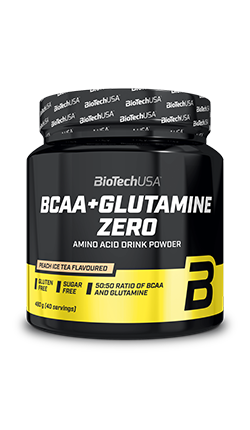 BioTechUSA
BCAA+GLUTAMINE
ZERO
AMINO ACID DRINK POWDER
PEACH ICE TEA FLAVOURED
GLUTEN
FREE
SUGAR
FREE
50:50 RATIO OF BCAA
AND GLUTAMINE
480 g (40 servings)
B